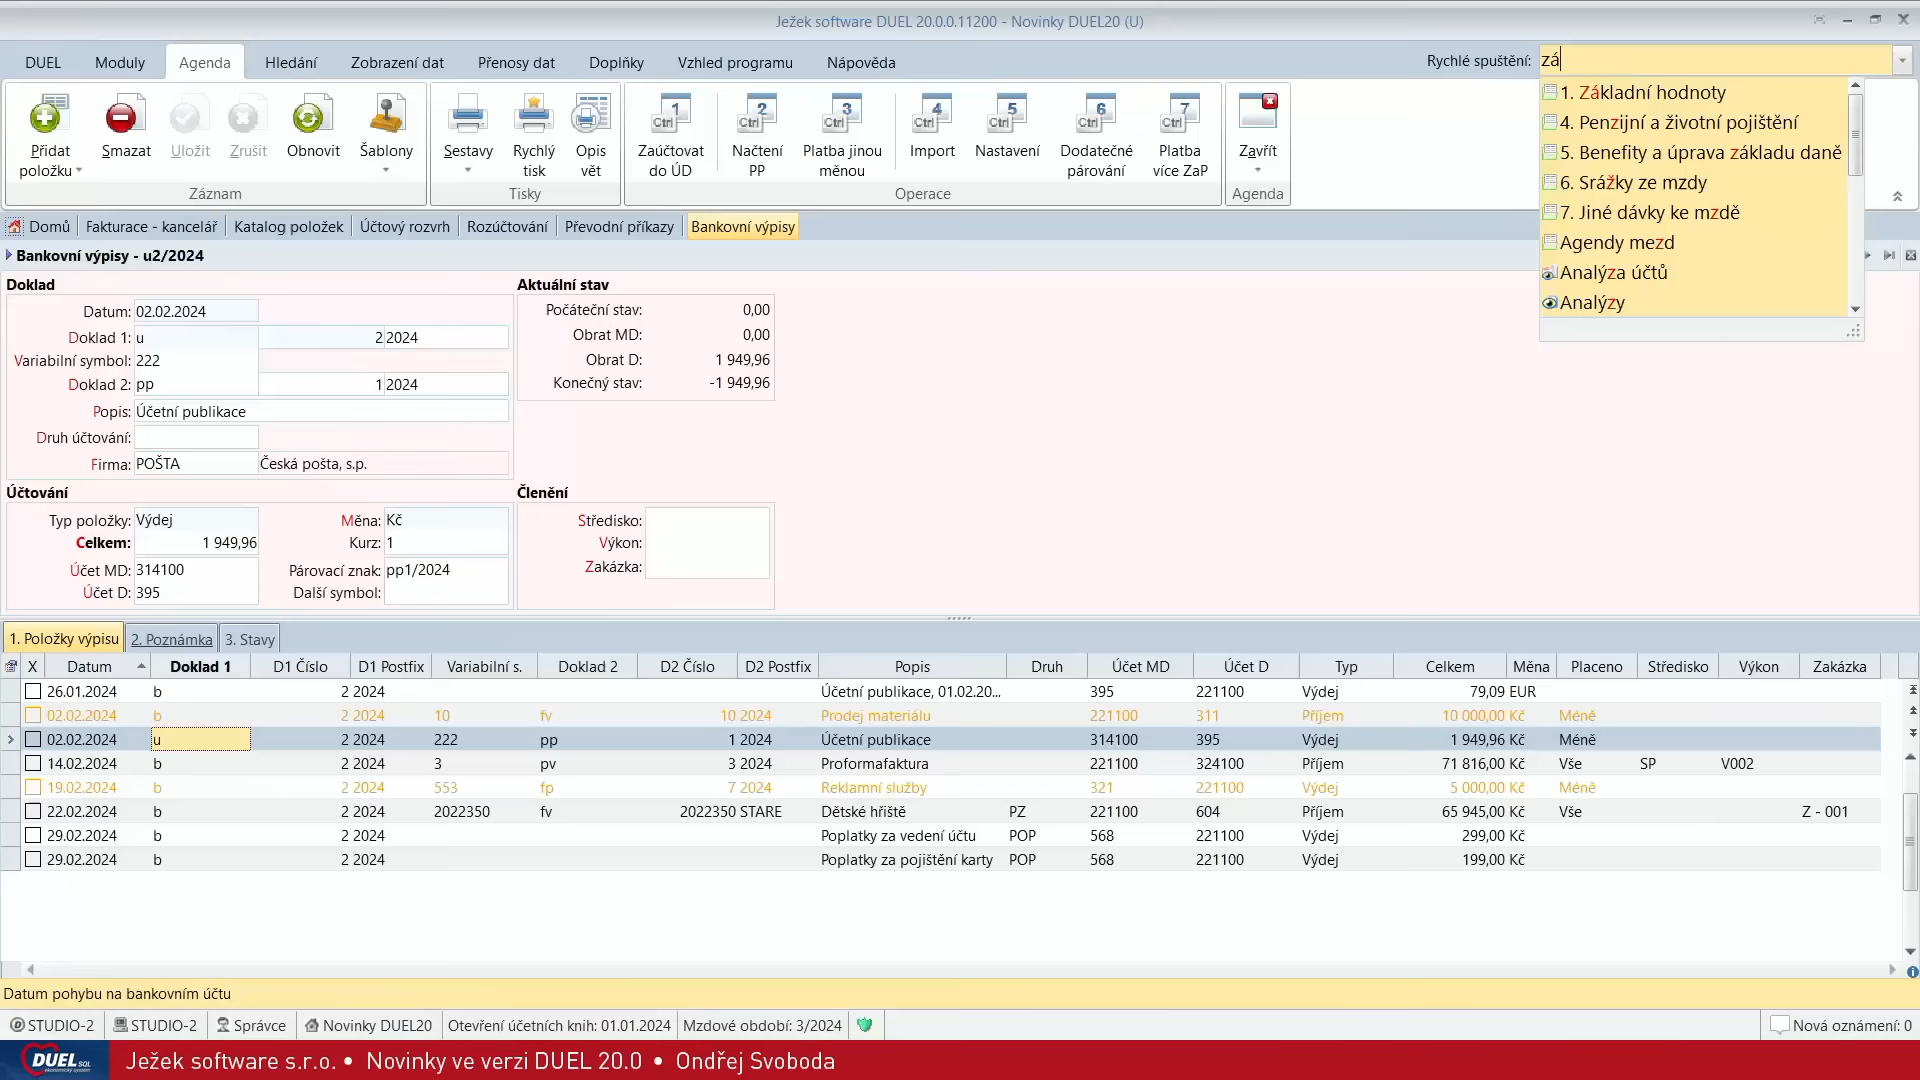 Ježek software DUEL 20.0.0.11200 - Novinky DUEL20 (U)
DUEL Moduly Agenda Hledání Zobrazení dat Přenosy dat Doplňky Vzhled programu Nápověda Rychlé spuštění: zá
Přidat položku Smazat Uložit Zrušit Obnovit Šablony
Záznam
Sestavy Rychlý tisk Opis vět
Tisky
1 Ctrl Zaúčtovat do ÚD 2 Ctrl Načtení PP 3 Ctrl Platba jinou měnou 4 Ctrl Import 5 Ctrl Nastavení 6 Ctrl Dodatečné párování 7 Ctrl Platba více ZaP
Operace
Zavřít
Agenda
1. Základní hodnoty
4. Penzijní a životní pojištění
5. Benefity a úprava základu daně
6. Srážky ze mzdy
7. Jiné dávky ke mzdě
Agendy mezd
Analýza účtů
Analýzy
Domů Fakturace - kancelář Katalog položek Účtový rozvrh Rozúčtování Převodní příkazy Bankovní výpisy
Bankovní výpisy - u2/2024
Doklad
Datum: 02.02.2024
Doklad 1: u 2 2024
Variabilní symbol: 222
Doklad 2: pp 1 2024
Popis: Účetní publikace
Druh účtování:
Firma: POŠTA Česká pošta, s.p.
Aktuální stav
Počáteční stav: 0,00
Obrat MD: 0,00
Obrat D: 1 949,96
Konečný stav: -1 949,96
Účtování
Typ položky: Výdej Měna: Kč
Celkem: 1 949,96 Kurz: 1
Účet MD: 314100 Párovací znak: pp1/2024
Účet D: 395 Další symbol:
Členění
Středisko:
Výkon:
Zakázka:
1. Položky výpisu 2. Poznámka 3. Stavy
X Datum Doklad 1 D1 Číslo D1 Postfix Variabilní s. Doklad 2 D2 Číslo D2 Postfix Popis Druh Účet MD Účet D Typ Celkem Měna Placeno Středisko Výkon Zakázka
26.01.2024 b 2 2024 Účetní publikace, 01.02.20... 395 221100 Výdej 79,09 EUR
02.02.2024 b 2 2024 10 fv 10 2024 Prodej materiálu 221100 311 Příjem 10 000,00 Kč Méně
02.02.2024 u 2 2024 222 pp 1 2024 Účetní publikace 314100 395 Výdej 1 949,96 Kč Méně
14.02.2024 b 2 2024 3 pv 3 2024 Proformafaktura 221100 324100 Příjem 71 816,00 Kč Vše SP V002
19.02.2024 b 2 2024 553 fp 7 2024 Reklamní služby 321 221100 Výdej 5 000,00 Kč Méně
22.02.2024 b 2 2024 2022350 fv 2022350 STARE Dětské hřiště PZ 221100 604 Příjem 65 945,00 Kč Vše Z - 001
29.02.2024 b 2 2024 Poplatky za vedení účtu POP 568 221100 Výdej 299,00 Kč
29.02.2024 b 2 2024 Poplatky za pojištění karty POP 568 221100 Výdej 199,00 Kč
Datum pohybu na bankovním účtu
STUDIO-2 STUDIO-2 Správce Novinky DUEL20 Otevření účetních knih: 01.01.2024 Mzdové období: 3/2024 Nová oznámení: 0
DUEL SQL
ekonomický systém
Ježek software s.r.o. • Novinky ve verzi DUEL 20.0 • Ondřej Svoboda